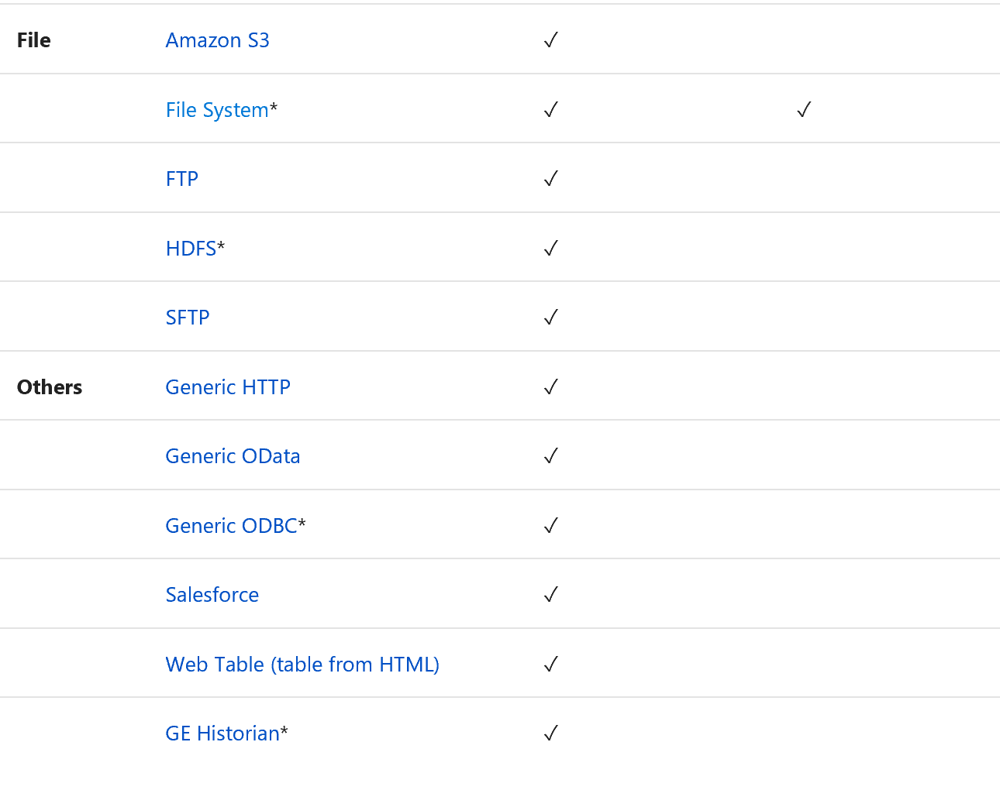 File Amazon S3 ✓
File System* ✓ ✓
FTP ✓
HDFS* ✓
SFTP ✓
Others Generic HTTP ✓
Generic OData ✓
Generic ODBC* ✓
Salesforce ✓
Web Table (table from HTML) ✓
GE Historian* ✓